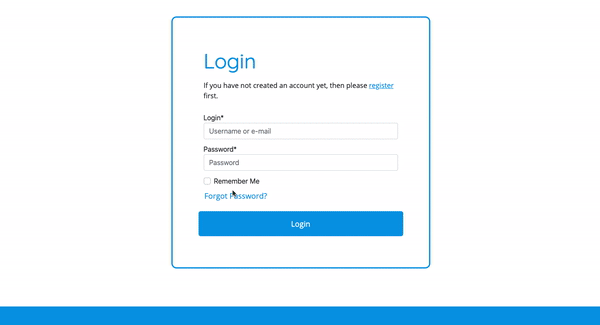 Login
If you have not created an account yet, then please register
first.
Login*
Username or e-mail
Password*
Password
Remember Me
Forgot Password?
Login